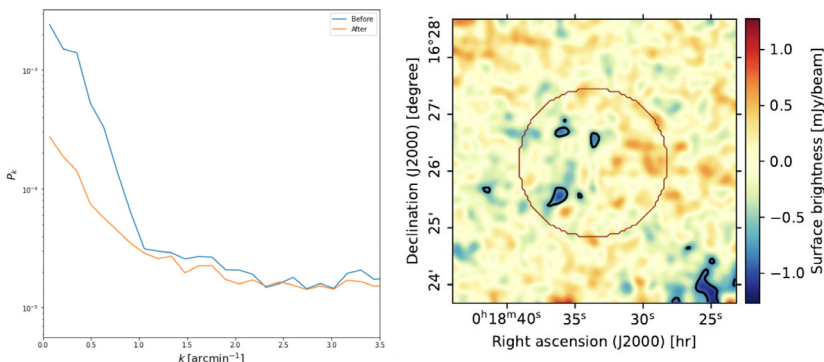 Before
After
10⁻³
10⁻⁴
10⁻⁵
P_k
0.0 0.5 1.0 1.5 2.0 2.5 3.0 3.5
k [arcmin⁻¹]
16°28'
27'
26'
25'
24'
Declination (J2000) [degree]
0ʰ18ᵐ40ˢ 35ˢ 30ˢ 25ˢ
Right ascension (J2000) [hr]
1.0
0.5
0.0
−0.5
−1.0
Surface brightness [mJy/beam]